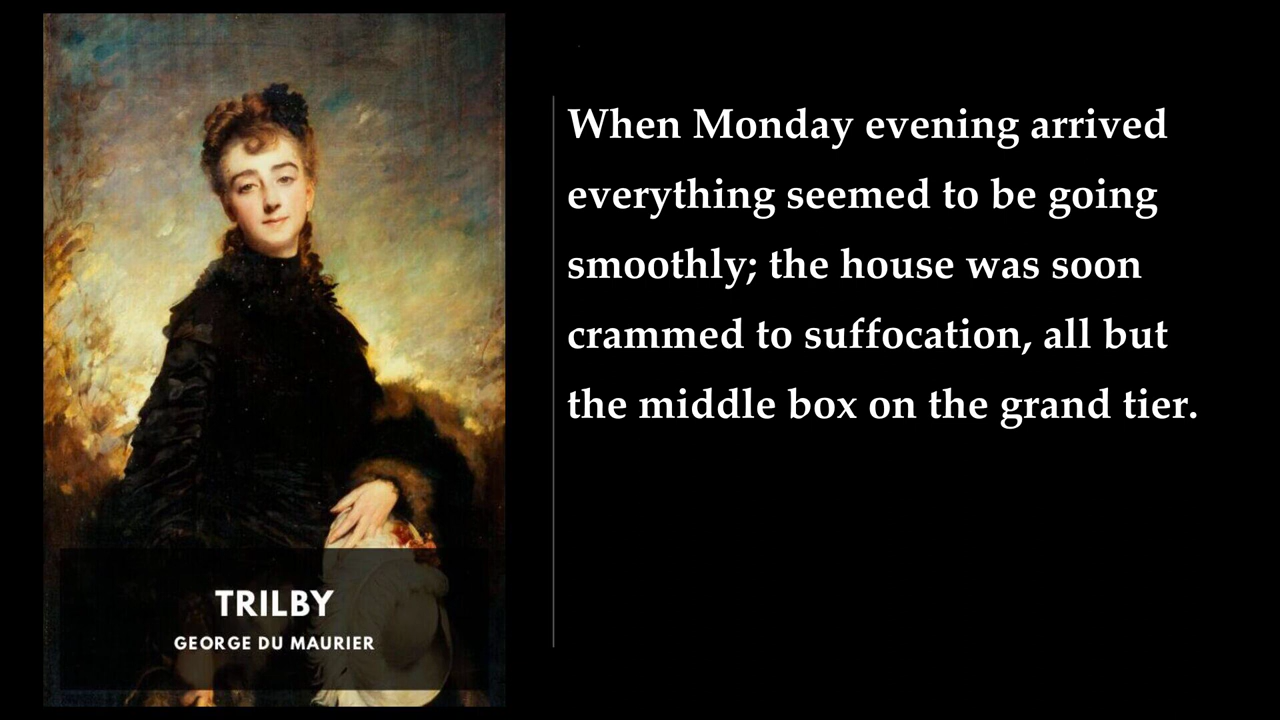 TRILBY
GEORGE DU MAURIER
When Monday evening arrived
everything seemed to be going
smoothly; the house was soon
crammed to suffocation, all but
the middle box on the grand tier.